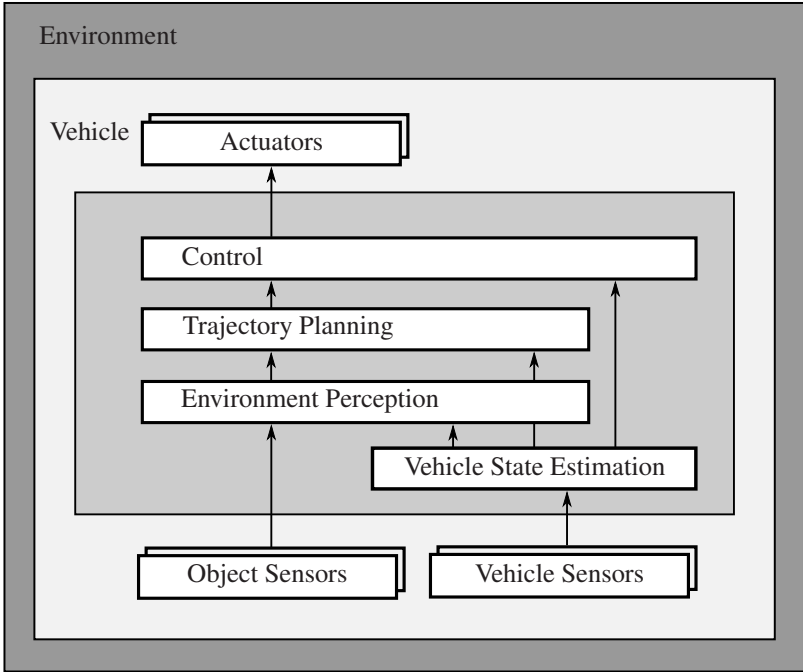 Environment
Vehicle
Actuators
Control
Trajectory Planning
Environment Perception
Vehicle State Estimation
Object Sensors
Vehicle Sensors